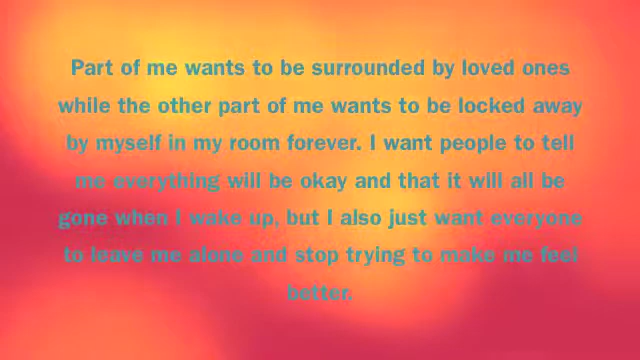 Part of me wants to be surrounded by loved ones
while the other part of me wants to be locked away
by myself in my room forever. I want people to tell
me everything will be okay and that it will all be
gone when I wake up, but I also just want everyone
to leave me alone and stop trying to make me feel
better.